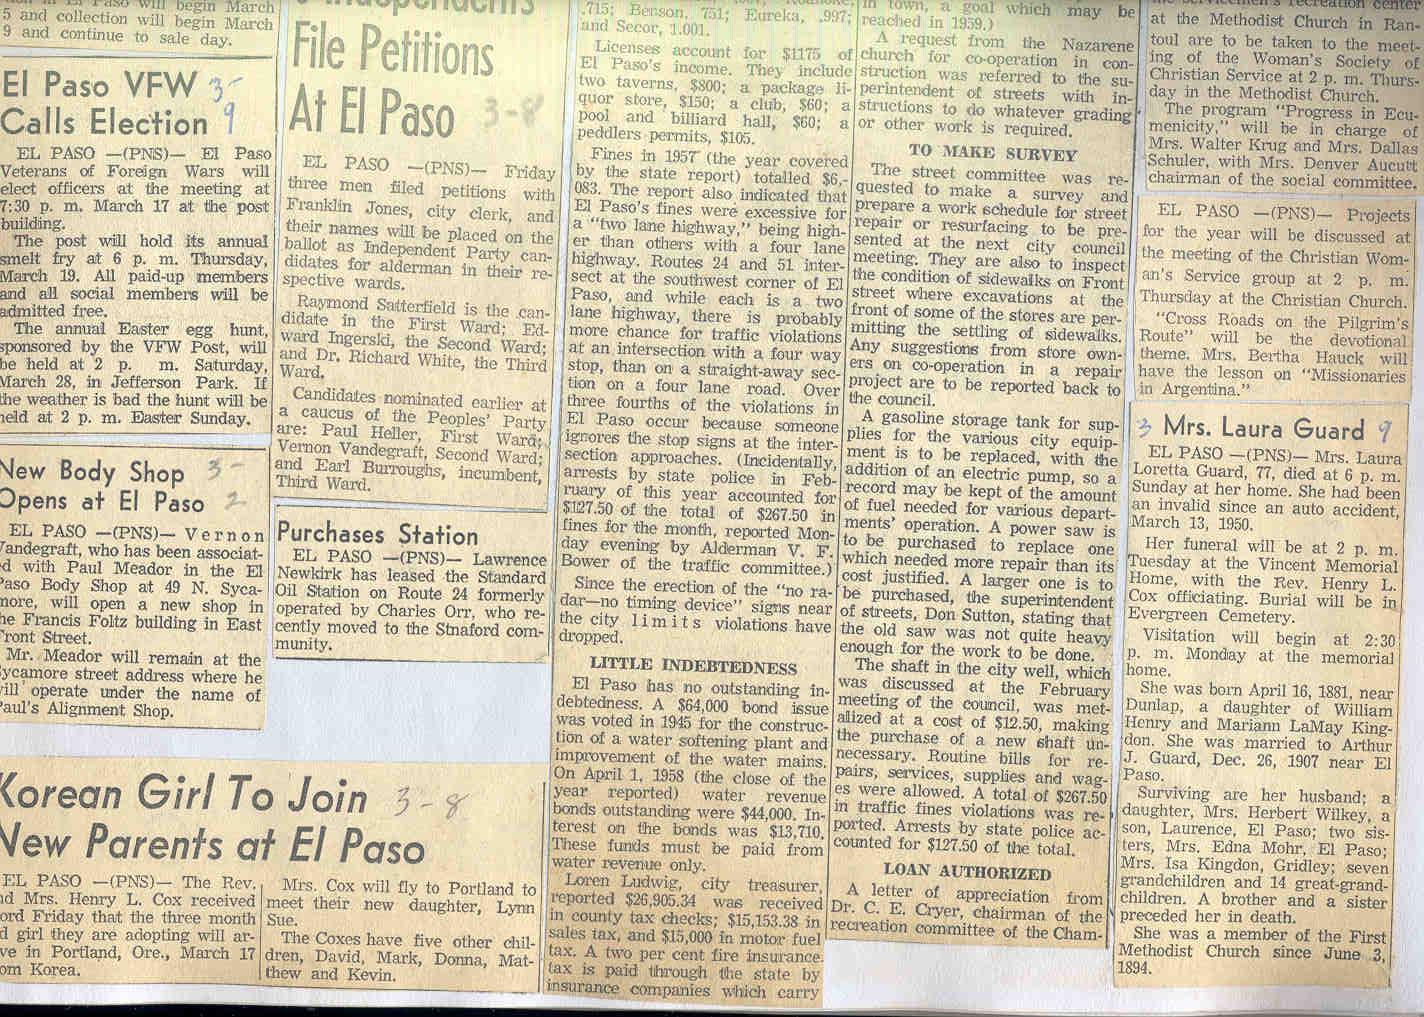 will begin March
5 and collection will begin March
9 and continue to sale day.
El Paso VFW 3-
Calls Election 9
EL PASO —(PNS)— El Paso
Veterans of Foreign Wars will
elect officers at the meeting at
7:30 p. m. March 17 at the post
building.
The post will hold its annual
smelt fry at 6 p. m. Thursday,
March 19. All paid-up members
and all social members will be
admitted free.
The annual Easter egg hunt,
sponsored by the VFW Post, will
be held at 2 p. m. Saturday,
March 28, in Jefferson Park. If
the weather is bad the hunt will be
held at 2 p. m. Easter Sunday.
New Body Shop 3-
Opens at El Paso 2
EL PASO —(PNS)— Vernon
Vandegraft, who has been associat-
ed with Paul Meador in the El
Paso Body Shop at 49 N. Syca-
more, will open a new shop in
the Francis Foltz building in East
Front Street.
Mr. Meador will remain at the
Sycamore street address where he
will operate under the name of
Paul's Alignment Shop.
Independents
File Petitions
At El Paso 3-8
EL PASO —(PNS)— Friday
three men filed petitions with
Franklin Jones, city clerk, and
their names will be placed on the
ballot as Independent Party can-
didates for alderman in their re-
spective wards.
Raymond Satterfield is the can-
didate in the First Ward; Ed-
ward Ingerski, the Second Ward;
and Dr. Richard White, the Third
Ward.
Candidates nominated earlier at
a caucus of the Peoples' Party
are: Paul Heller, First Ward;
Vernon Vandegraft, Second Ward;
and Earl Burroughs, incumbent,
Third Ward.
Purchases Station
EL PASO —(PNS)— Lawrence
Newkirk has leased the Standard
Oil Station on Route 24 formerly
operated by Charles Orr, who re-
cently moved to the Stnaford com-
munity.
Korean Girl To Join 3-8
New Parents at El Paso
EL PASO —(PNS)— The Rev.
and Mrs. Henry L. Cox received
word Friday that the three month
old girl they are adopting will ar-
rive in Portland, Ore., March 17
from Korea.
Mrs. Cox will fly to Portland to
meet their new daughter, Lynn
Sue.
The Coxes have five other chil-
dren, David, Mark, Donna, Mat-
thew and Kevin.
.715; Benson, .751; Eureka, .997;
and Secor, 1.001.
Licenses account for $1175 of
El Paso's income. They include
two taverns, $800; a package li-
quor store, $150; a club, $60; a
pool and billiard hall, $60; a
peddlers permits, $105.
Fines in 1957 (the year covered
by the state report) totalled $6,-
083. The report also indicated that
El Paso's fines were excessive for
a "two lane highway," being high-
er than others with a four lane
highway. Routes 24 and 51 inter-
sect at the southwest corner of El
Paso, and while each is a two
lane highway, there is probably
more chance for traffic violations
at an intersection with a four way
stop, than on a straight-away sec-
tion on a four lane road. Over
three fourths of the violations in
El Paso occur because someone
ignores the stop signs at the inter-
section approaches. (Incidentally,
arrests by state police in Feb-
ruary of this year accounted for
$127.50 of the total of $267.50 in
fines for the month, reported Mon-
day evening by Alderman V. F.
Bower of the traffic committee.)
Since the erection of the "no ra-
dar—no timing device" signs near
the city limits violations have
dropped.
LITTLE INDEBTEDNESS
El Paso has no outstanding in-
debtedness. A $64,000 bond issue
was voted in 1945 for the construc-
tion of a water softening plant and
improvement of the water mains.
On April 1, 1958 (the close of the
year reported) water revenue
bonds outstanding were $44,000. In-
terest on the bonds was $13,710.
These funds must be paid from
water revenue only.
Loren Ludwig, city treasurer,
reported $26,905.34 was received
in county tax checks; $15,153.38 in
sales tax, and $15,000 in motor fuel
tax. A two per cent fire insurance
tax is paid through the state by
insurance companies which carry
in town, a goal which may be
reached in 1959.)
A request from the Nazarene
church for co-operation in con-
struction was referred to the su-
perintendent of streets with in-
structions to do whatever grading
or other work is required.
TO MAKE SURVEY
The street committee was re-
quested to make a survey and
prepare a work schedule for street
repair or resurfacing to be pre-
sented at the next city council
meeting. They are also to inspect
the condition of sidewalks on Front
street where excavations at the
front of some of the stores are per-
mitting the settling of sidewalks.
Any suggestions from store own-
ers on co-operation in a repair
project are to be reported back to
the council.
A gasoline storage tank for sup-
plies for the various city equip-
ment is to be replaced, with the
addition of an electric pump, so a
record may be kept of the amount
of fuel needed for various depart-
ments' operation. A power saw is
to be purchased to replace one
which needed more repair than its
cost justified. A larger one is to
be purchased, the superintendent
of streets, Don Sutton, stating that
the old saw was not quite heavy
enough for the work to be done.
The shaft in the city well, which
was discussed at the February
meeting of the council, was met-
alized at a cost of $12.50, making
the purchase of a new shaft un-
necessary. Routine bills for re-
pairs, services, supplies and wag-
es were allowed. A total of $267.50
in traffic fines violations was re-
ported. Arrests by state police ac-
counted for $127.50 of the total.
LOAN AUTHORIZED
A letter of appreciation from
Dr. C. E. Cryer, chairman of the
recreation committee of the Cham-
recreation center
at the Methodist Church in Ran-
toul are to be taken to the meet-
ing of the Woman's Society of
Christian Service at 2 p. m. Thurs-
day in the Methodist Church.
The program "Progress in Ecu-
menicity," will be in charge of
Mrs. Walter Krug and Mrs. Dallas
Schuler, with Mrs. Denver Aucutt
chairman of the social committee.
EL PASO —(PNS)— Projects
for the year will be discussed at
the meeting of the Christian Wom-
an's Service group at 2 p. m.
Thursday at the Christian Church.
"Cross Roads on the Pilgrim's
Route" will be the devotional
theme. Mrs. Bertha Hauck will
have the lesson on "Missionaries
in Argentina."
3 Mrs. Laura Guard 9
EL PASO —(PNS)— Mrs. Laura
Loretta Guard, 77, died at 6 p. m.
Sunday at her home. She had been
an invalid since an auto accident,
March 13, 1950.
Her funeral will be at 2 p. m.
Tuesday at the Vincent Memorial
Home, with the Rev. Henry L.
Cox officiating. Burial will be in
Evergreen Cemetery.
Visitation will begin at 2:30
p. m. Monday at the memorial
home.
She was born April 16, 1881, near
Dunlap, a daughter of William
Henry and Mariann LaMay King-
don. She was married to Arthur
J. Guard, Dec. 26, 1907 near El
Paso.
Surviving are her husband; a
daughter, Mrs. Herbert Wilkey, a
son, Laurence, El Paso; two sis-
ters, Mrs. Edna Mohr, El Paso;
Mrs. Isa Kingdon, Gridley; seven
grandchildren and 14 great-grand-
children. A brother and a sister
preceded her in death.
She was a member of the First
Methodist Church since June 3,
1894.